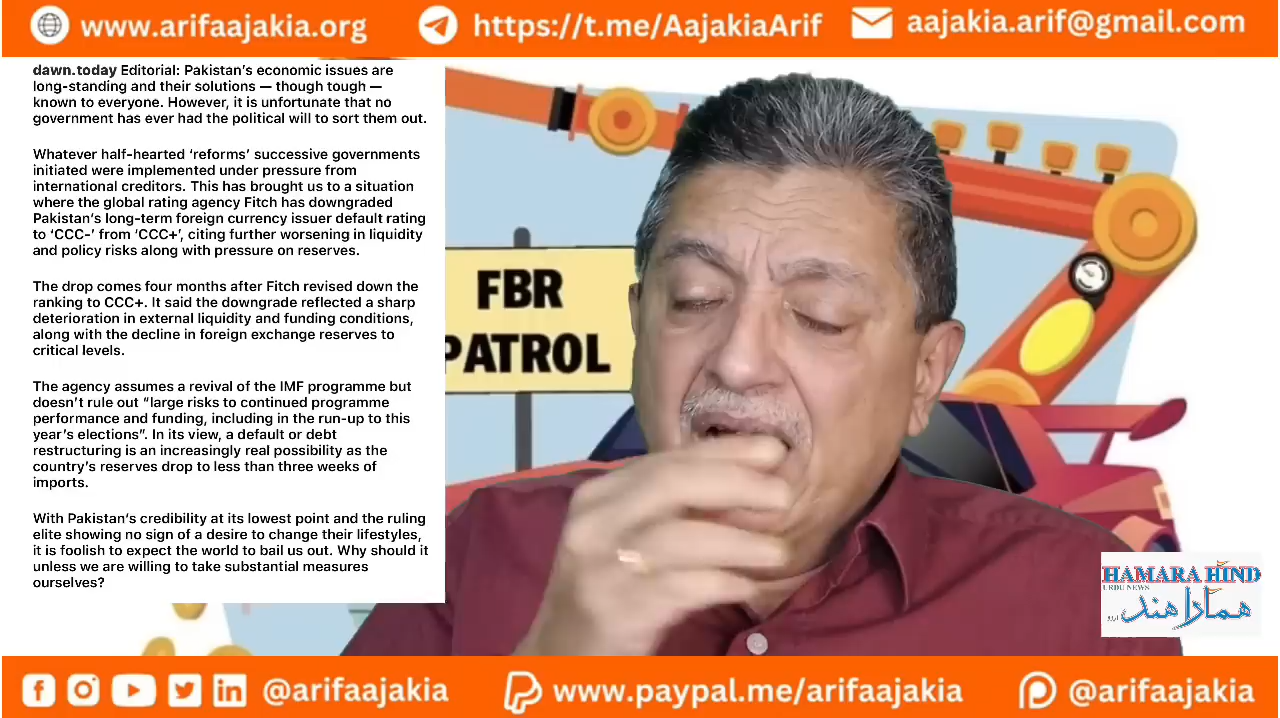 www.arifaajakia.org
https://t.me/AajakiaArif
aajakia.arif@gmail.com
dawn.today Editorial: Pakistan's economic issues are
long-standing and their solutions — though tough —
known to everyone. However, it is unfortunate that no
government has ever had the political will to sort them out.
Whatever half-hearted 'reforms' successive governments
initiated were implemented under pressure from
international creditors. This has brought us to a situation
where the global rating agency Fitch has downgraded
Pakistan's long-term foreign currency issuer default rating
to 'CCC-' from 'CCC+', citing further worsening in liquidity
and policy risks along with pressure on reserves.
The drop comes four months after Fitch revised down the
ranking to CCC+. It said the downgrade reflected a sharp
deterioration in external liquidity and funding conditions,
along with the decline in foreign exchange reserves to
critical levels.
The agency assumes a revival of the IMF programme but
doesn't rule out "large risks to continued programme
performance and funding, including in the run-up to this
year's elections". In its view, a default or debt
restructuring is an increasingly real possibility as the
country's reserves drop to less than three weeks of
imports.
With Pakistan's credibility at its lowest point and the ruling
elite showing no sign of a desire to change their lifestyles,
it is foolish to expect the world to bail us out. Why should it
unless we are willing to take substantial measures
ourselves?
FBR
PATROL
HAMARA HIND
URDU NEWS
ہمارا ہند
اردو
@arifaajakia
www.paypal.me/arifaajakia
@arifaajakia